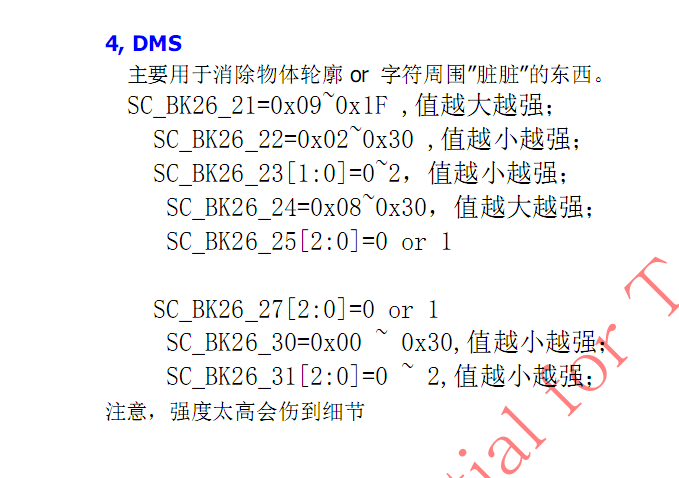 4, DMS
主要用于消除物体轮廓 or 字符周围"脏脏"的东西。
SC_BK26_21=0x09~0x1F ,值越大越强;
SC_BK26_22=0x02~0x30 ,值越小越强;
SC_BK26_23[1:0]=0~2，值越小越强;
SC_BK26_24=0x08~0x30，值越大越强;
SC_BK26_25[2:0]=0 or 1
SC_BK26_27[2:0]=0 or 1
SC_BK26_30=0x00 ~ 0x30,值越小越强;
SC_BK26_31[2:0]=0 ~ 2,值越小越强;
注意，强度太高会伤到细节
tial for T